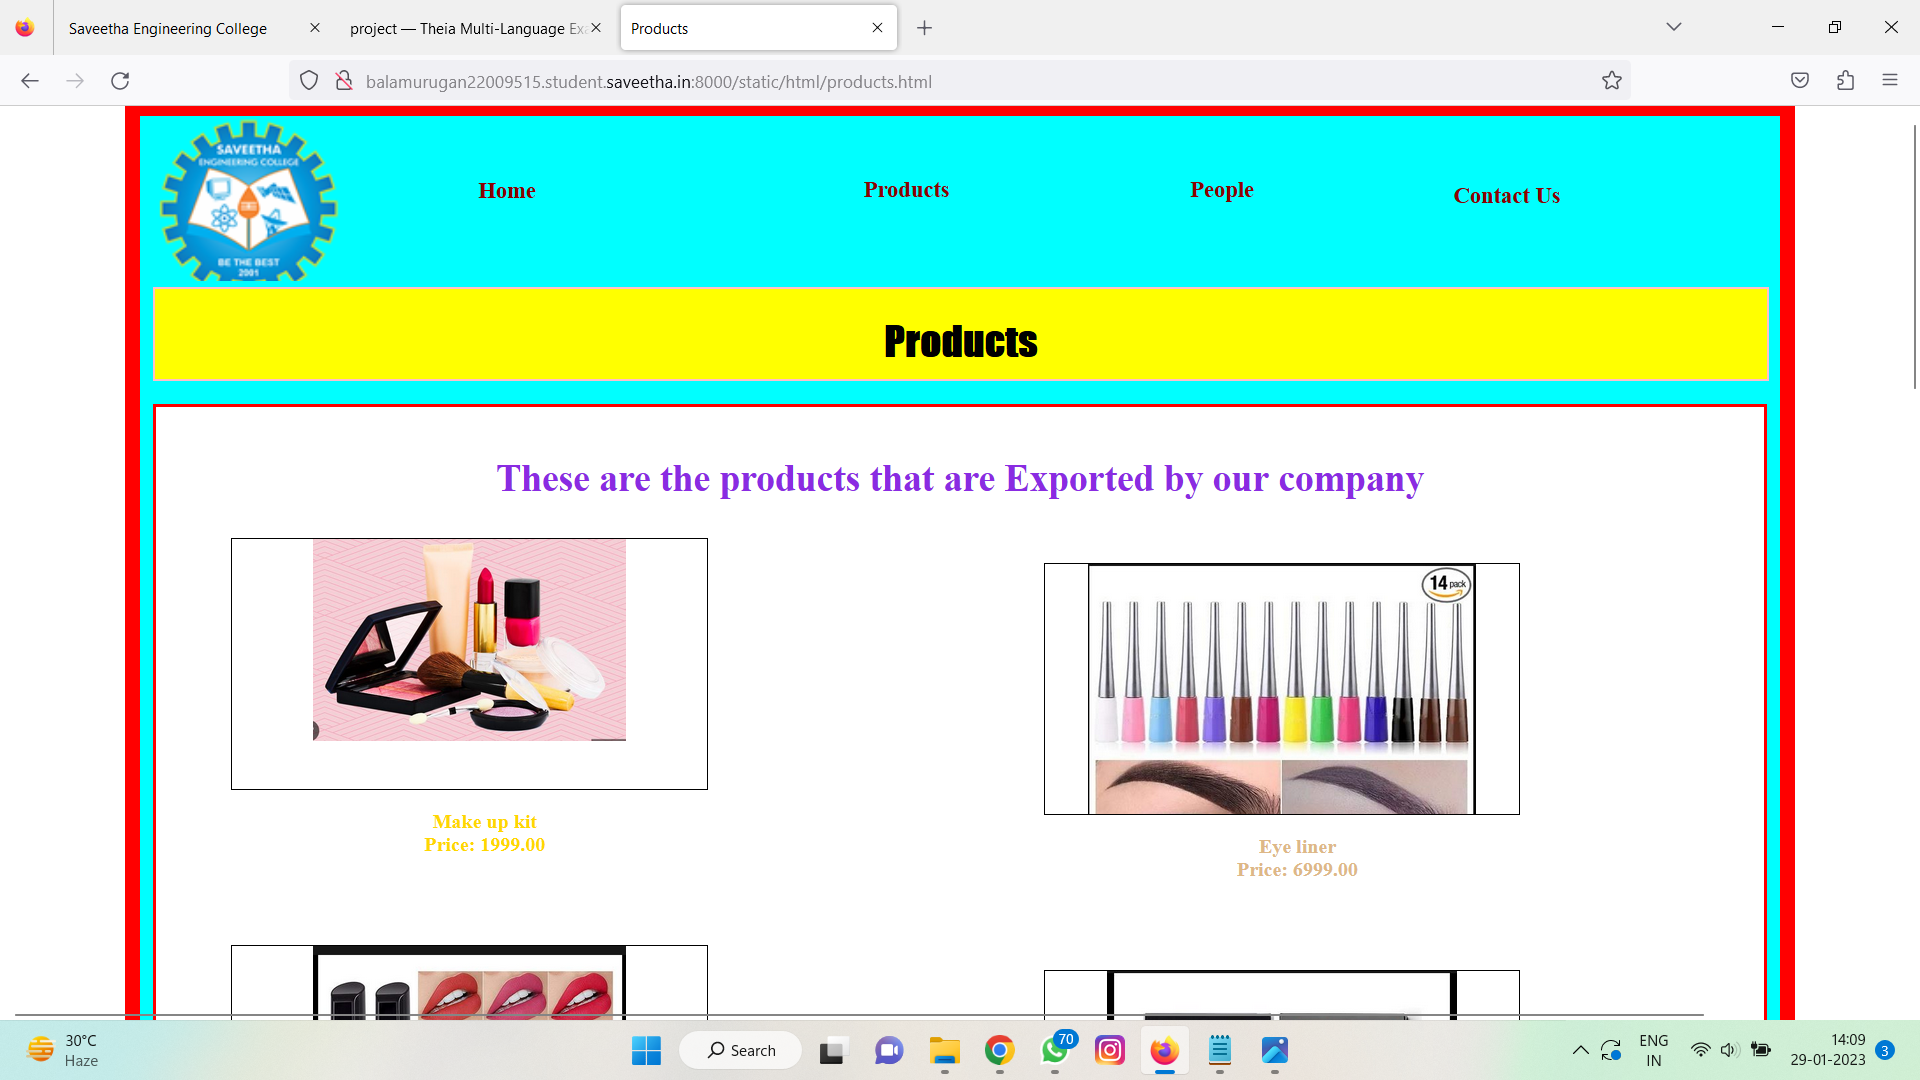 Saveetha Engineering College
project — Theia Multi-Language Exa
Products
balamurugan22009515.student.saveetha.in:8000/static/html/products.html
SAVEETHA
ENGINEERING COLLEGE
BE THE BEST
2001
Home
Products
People
Contact Us
Products
These are the products that are Exported by our company
14 pack
Make up kit
Price: 1999.00
Eye liner
Price: 6999.00
30°C
Haze
Search
70
ENG
IN
14:09
29-01-2023
3